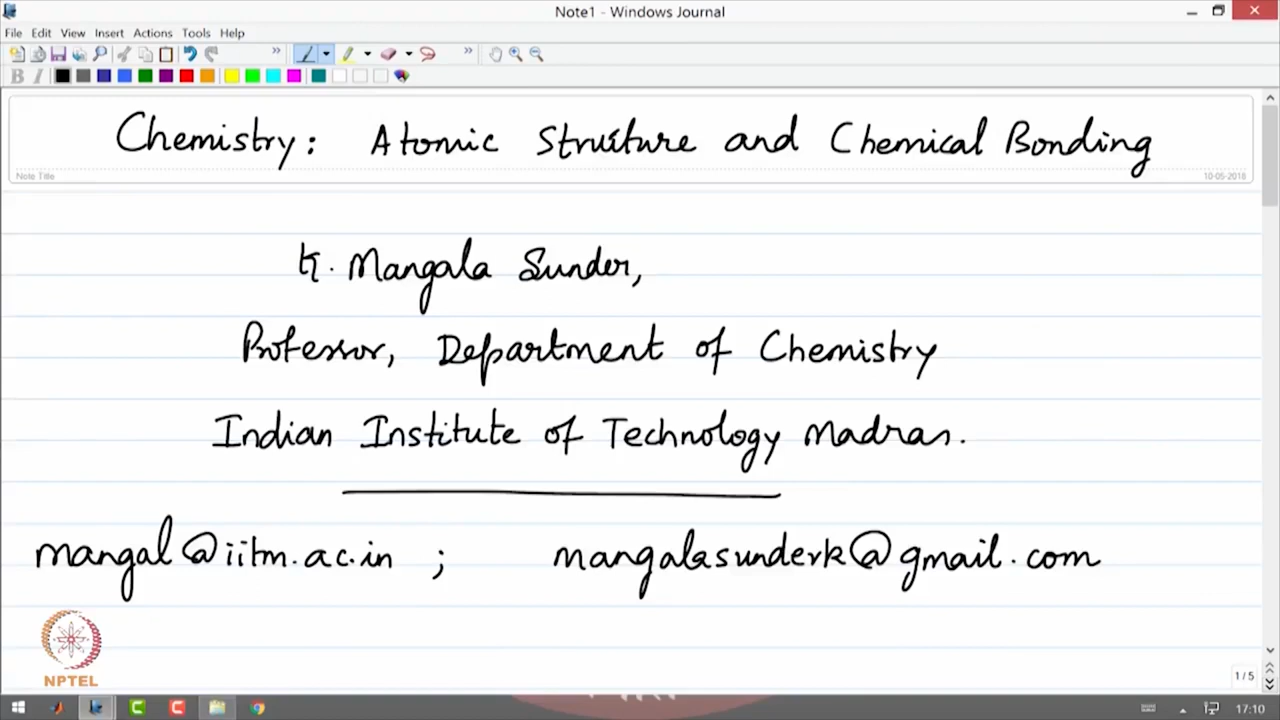 Note1 - Windows Journal
File Edit View Insert Actions Tools Help
Chemistry: Atomic Structure and Chemical Bonding
Note Title
10-05-2018
K. Mangala Sunder,
Professor, Department of Chemistry
Indian Institute of Technology Madras.
mangal@iitm.ac.in ; mangalasunderk@gmail.com
NPTEL
1 / 5
17:10